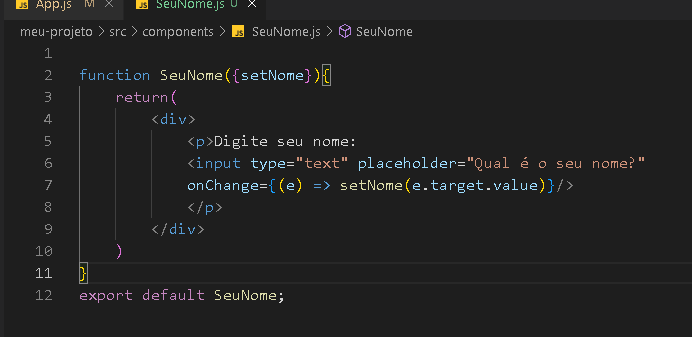 JS App.js M JS SeuNome.js U X
meu-projeto > src > components > JS SeuNome.js > SeuNome
1
2 function SeuNome({setNome}){
3 return(
4 <div>
5 <p>Digite seu nome:
6 <input type="text" placeholder="Qual é o seu nome?"
7 onChange={(e) => setNome(e.target.value)}/>
8 </p>
9 </div>
10 )
11 }
12 export default SeuNome;